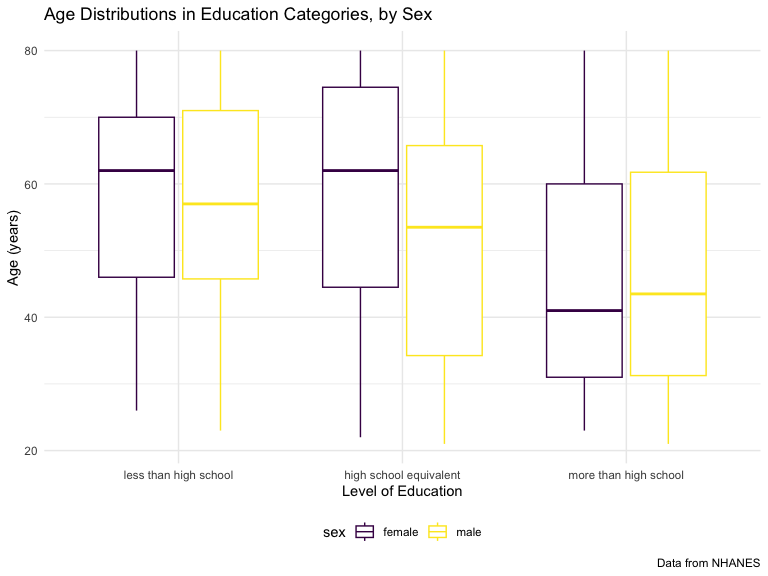 Age Distributions in Education Categories, by Sex
Age (years)
80
60
40
20
less than high school
high school equivalent
more than high school
Level of Education
sex
female
male
Data from NHANES